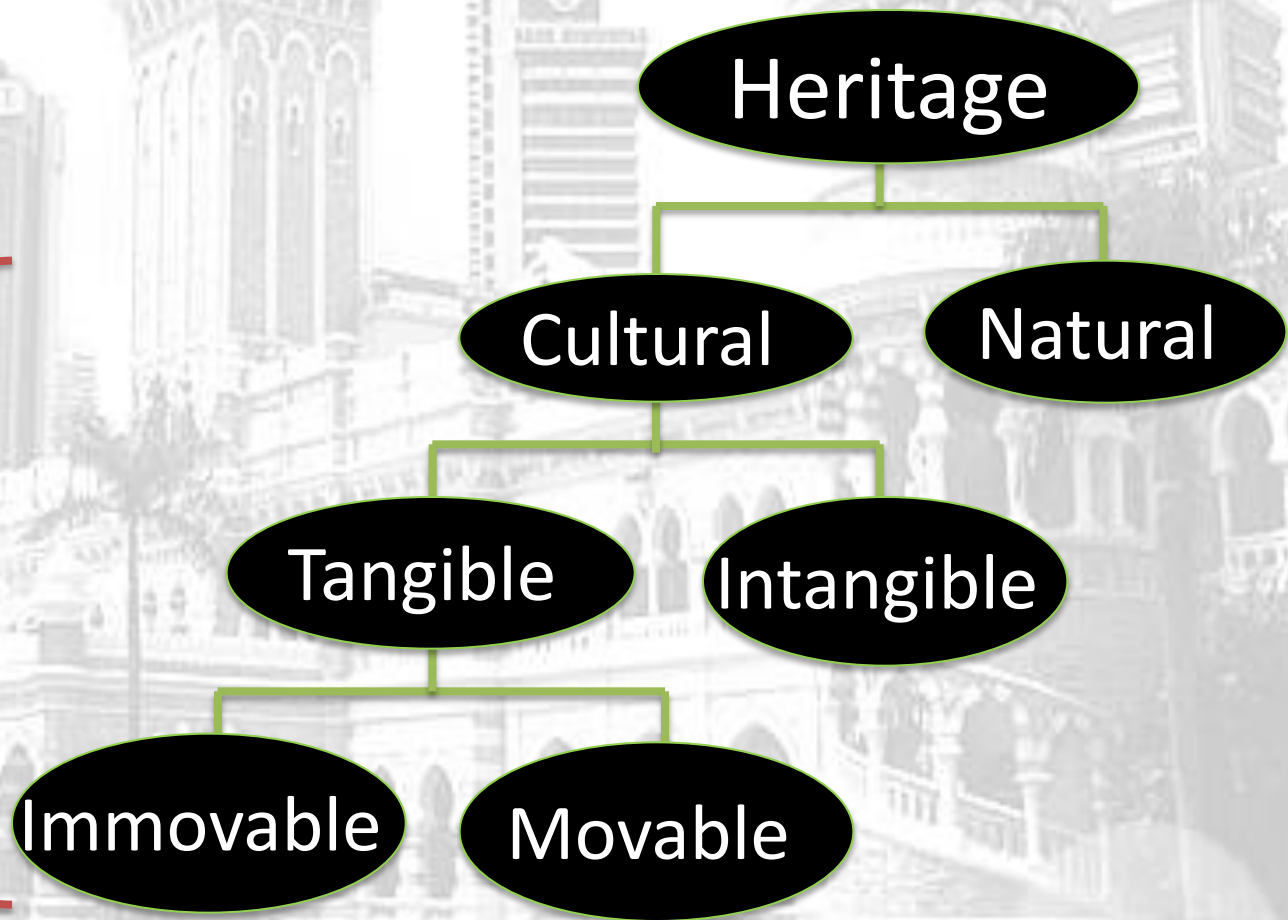 Heritage
Cultural
Natural
Tangible
Intangible
Immovable
Movable